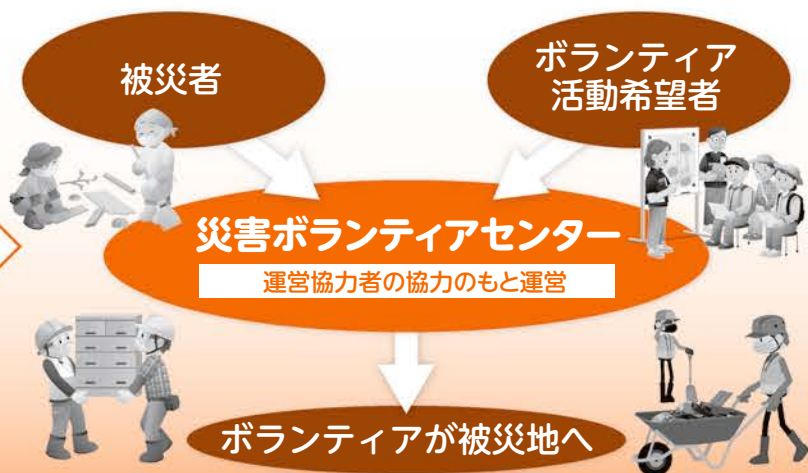 被災者
ボランティア
活動希望者
災害ボランティアセンター
運営協力者の協力のもと運営
ボランティアが被災地へ